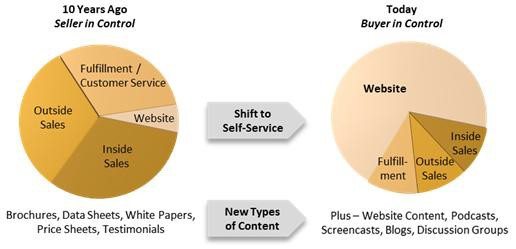 10 Years Ago
Seller in Control
Today
Buyer in Control
Fulfillment /
Customer Service
Outside
Sales
Website
Inside
Sales
Shift to
Self-Service
Website
Inside
Sales
Outside
Sales
Fulfill-
ment
Brochures, Data Sheets, White Papers,
Price Sheets, Testimonials
New Types
of Content
Plus – Website Content, Podcasts,
Screencasts, Blogs, Discussion Groups